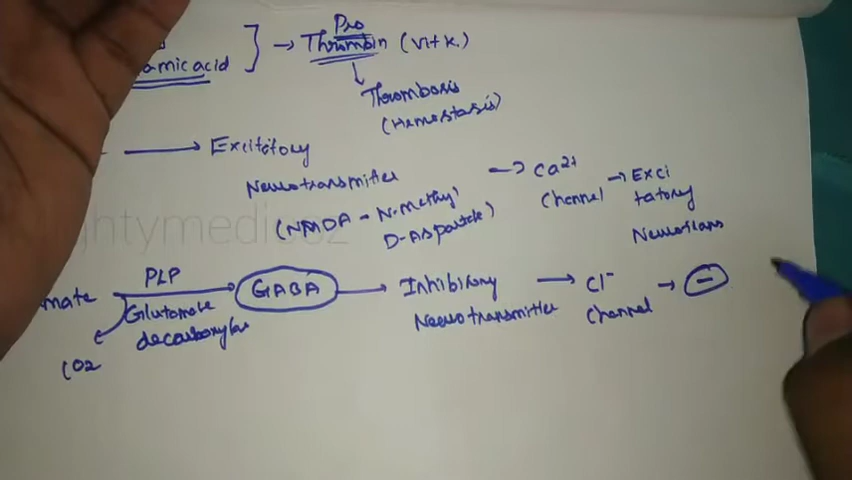 Pro
Thrombin (Vit K.)
amic acid
Thrombosis
(Hemostasis)
Excitatory
Neurotransmitter
(NMDA - N-Methyl
D-Aspartate)
Ca2+
Channel
Exci
tatory
Neurotrans
ghtymedicoz
mate
PLP
Glutamate
decarboxylase
CO2
GABA
Inhibitory
Neurotransmitter
Cl-
Channel
-